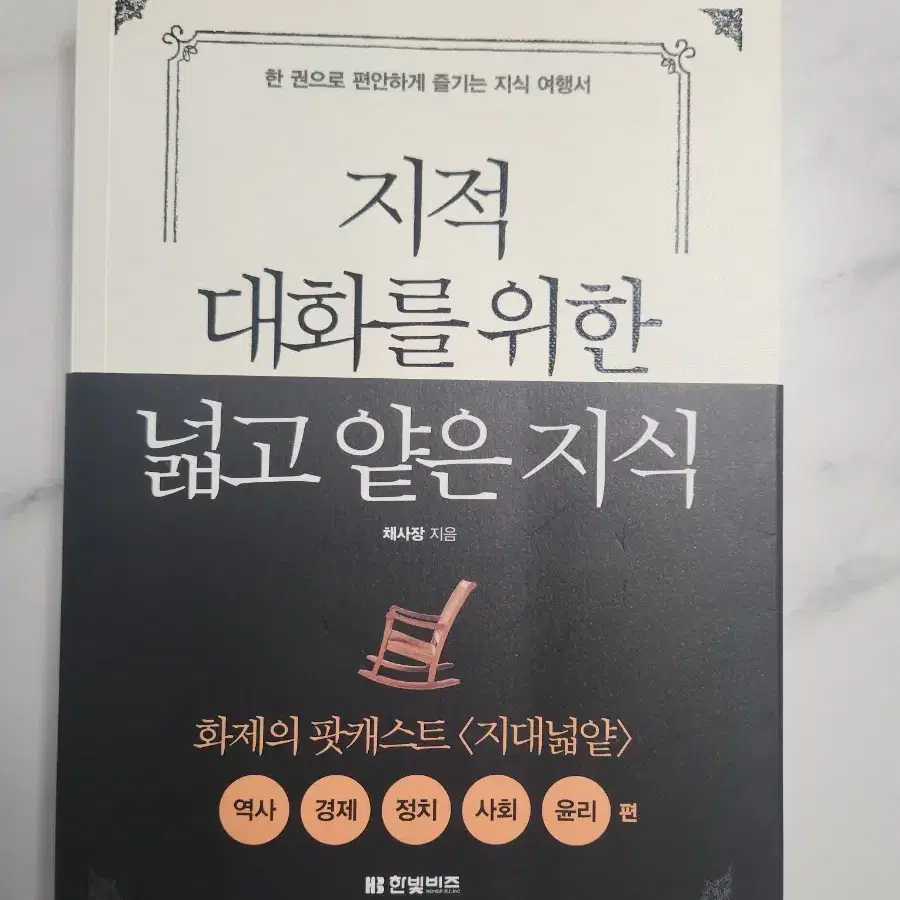 한 권으로 편안하게 즐기는 지식 여행서
지적
대화를 위한
넓고 얕은 지식
채사장 지음
화제의 팟캐스트 〈지대넓얕〉
역사 경제 정치 사회 윤리 편
HB 한빛비즈